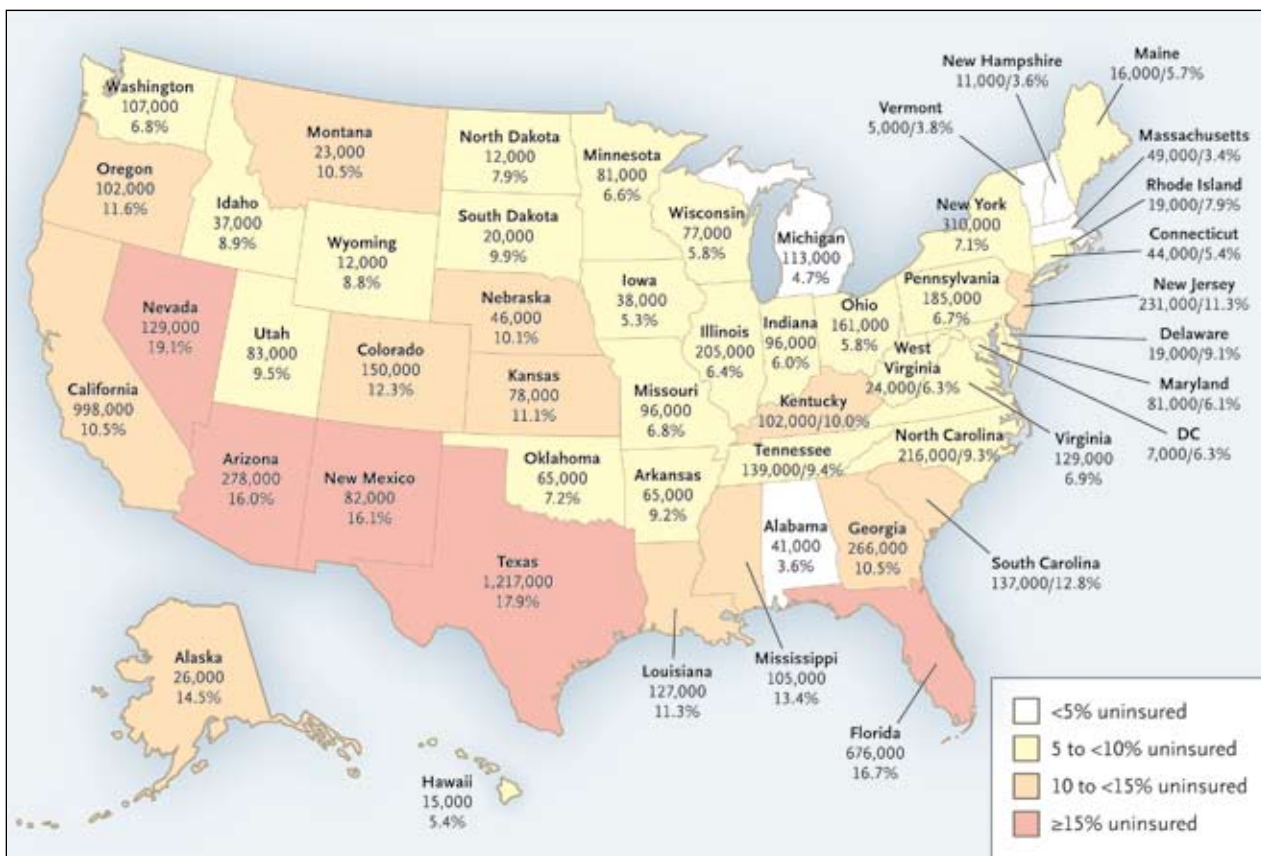 Washington
107,000
6.8%
Oregon
102,000
11.6%
California
998,000
10.5%
Nevada
129,000
19.1%
Idaho
37,000
8.9%
Montana
23,000
10.5%
Wyoming
12,000
8.8%
Utah
83,000
9.5%
Colorado
150,000
12.3%
Arizona
278,000
16.0%
New Mexico
82,000
16.1%
North Dakota
12,000
7.9%
South Dakota
20,000
9.9%
Nebraska
46,000
10.1%
Kansas
78,000
11.1%
Oklahoma
65,000
7.2%
Texas
1,217,000
17.9%
Minnesota
81,000
6.6%
Iowa
38,000
5.3%
Missouri
96,000
6.8%
Arkansas
65,000
9.2%
Louisiana
127,000
11.3%
Wisconsin
77,000
5.8%
Illinois
205,000
6.4%
Michigan
113,000
4.7%
Indiana
96,000
6.0%
Ohio
161,000
5.8%
Kentucky
102,000/10.0%
Tennessee
139,000/9.4%
Mississippi
105,000
13.4%
Alabama
41,000
3.6%
Georgia
266,000
10.5%
Florida
676,000
16.7%
South Carolina
137,000/12.8%
North Carolina
216,000/9.3%
West
Virginia
24,000/6.3%
Virginia
129,000
6.9%
Pennsylvania
185,000
6.7%
New York
310,000
7.1%
Vermont
5,000/3.8%
New Hampshire
11,000/3.6%
Maine
16,000/5.7%
Massachusetts
49,000/3.4%
Rhode Island
19,000/7.9%
Connecticut
44,000/5.4%
New Jersey
231,000/11.3%
Delaware
19,000/9.1%
Maryland
81,000/6.1%
DC
7,000/6.3%
Alaska
26,000
14.5%
Hawaii
15,000
5.4%
<5% uninsured
5 to <10% uninsured
10 to <15% uninsured
≥15% uninsured